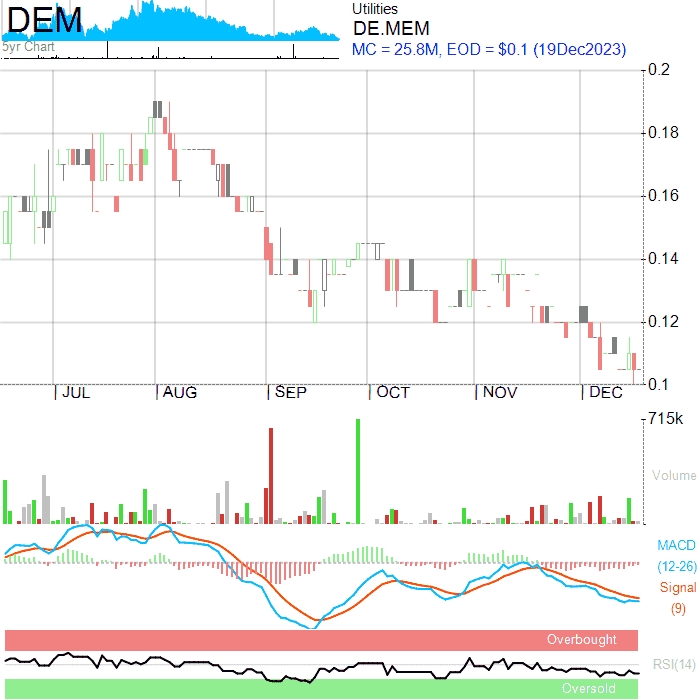 DEM
5yr Chart
Utilities
DE.MEM
MC = 25.8M, EOD = $0.1 (19Dec2023)
0.2
0.18
0.16
0.14
0.12
0.1
JUL AUG SEP OCT NOV DEC
715k
Volume
MACD
(12-26)
Signal
(9)
Overbought
RSI(14)
Oversold